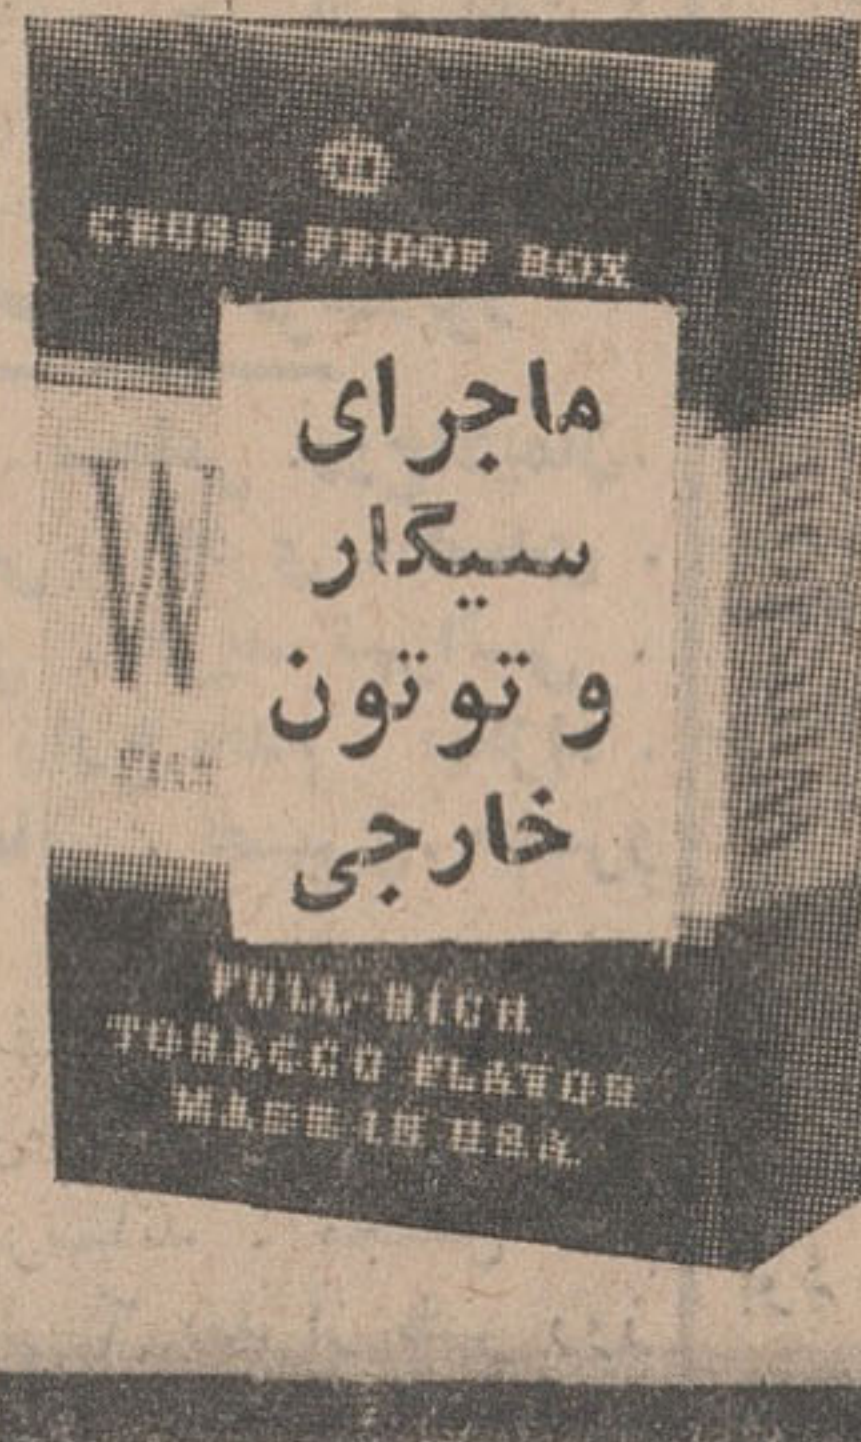 CRUSH-PROOF BOX
ماجرای
سیگار
و توتون
خارجی
W
FULL-RICH
TOBACCO FLAVOR
MADE IN U.S.A.